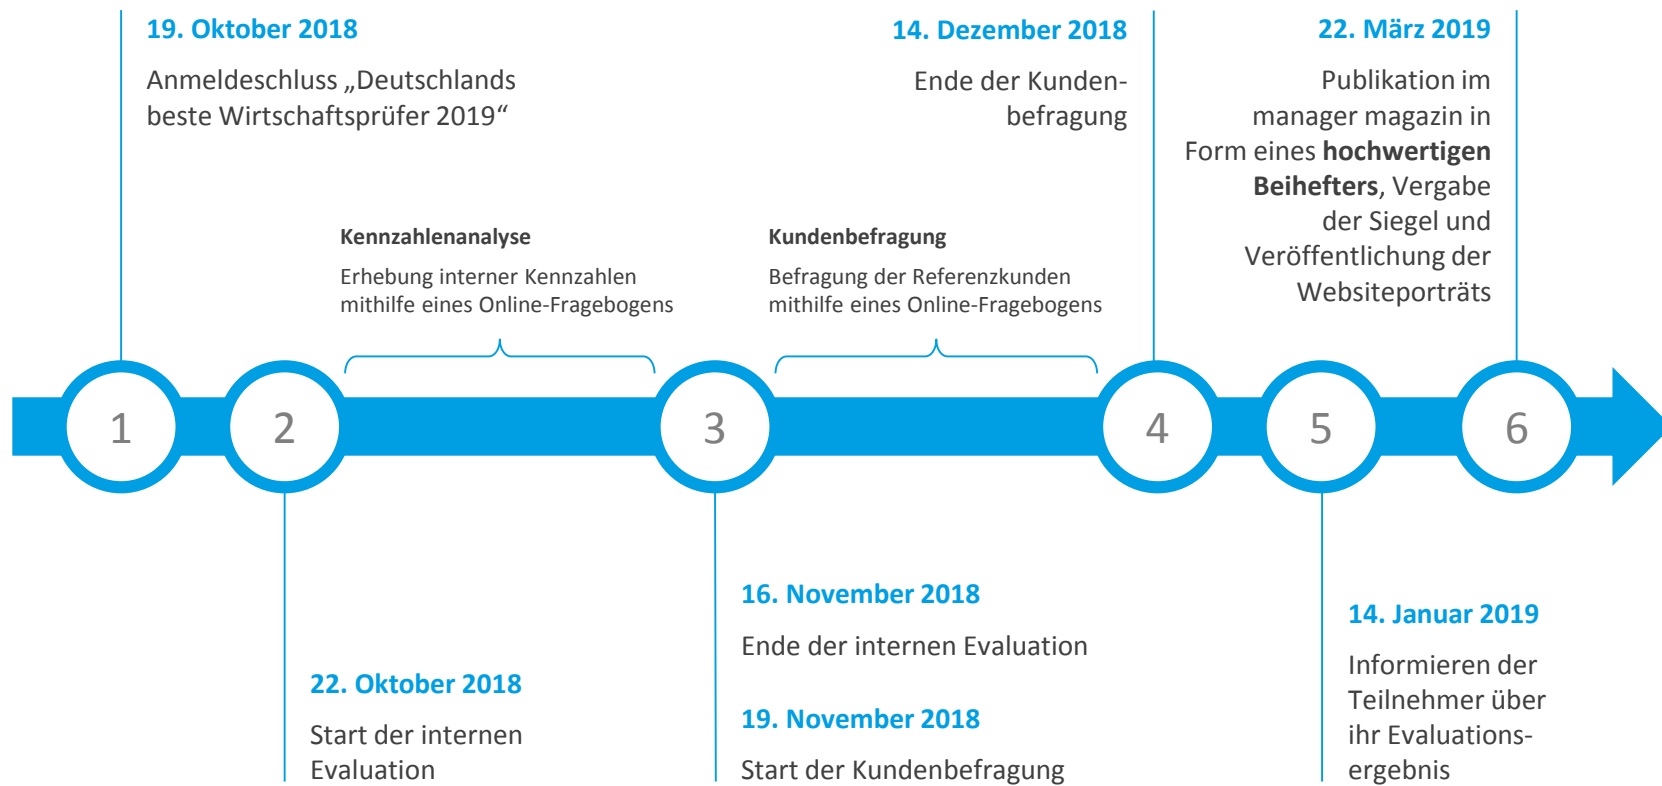 19. Oktober 2018
Anmeldeschluss „Deutschlands
beste Wirtschaftsprüfer 2019“
14. Dezember 2018
Ende der Kunden-
befragung
22. März 2019
Publikation im
manager magazin in
Form eines hochwertigen
Beihefters, Vergabe
der Siegel und
Veröffentlichung der
Websiteporträts
Kennzahlenanalyse
Erhebung interner Kennzahlen
mithilfe eines Online-Fragebogens
Kundenbefragung
Befragung der Referenzkunden
mithilfe eines Online-Fragebogens
1
2
3
4
5
6
22. Oktober 2018
Start der internen
Evaluation
16. November 2018
Ende der internen Evaluation
19. November 2018
Start der Kundenbefragung
14. Januar 2019
Informieren der
Teilnehmer über
ihr Evaluations-
ergebnis